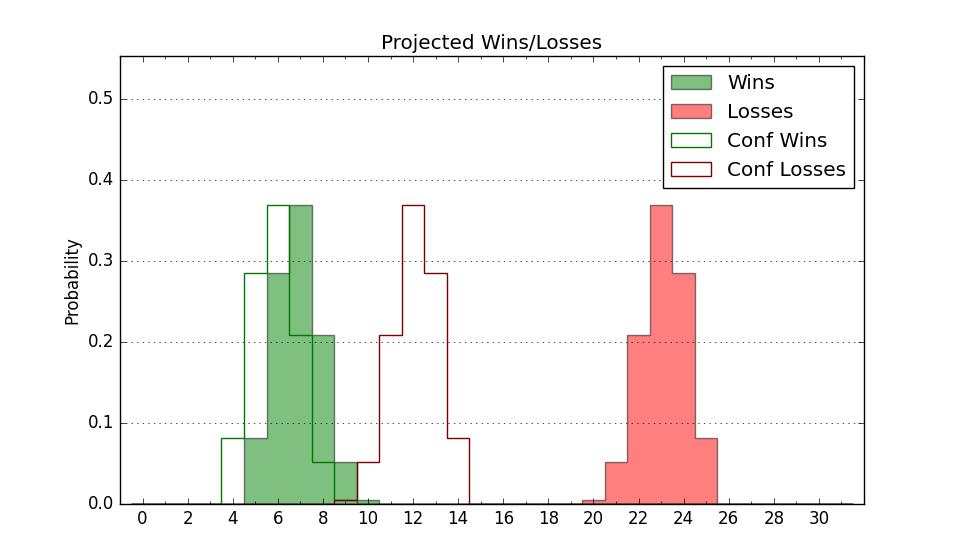 Projected Wins/Losses
Wins
Losses
Conf Wins
Conf Losses
Probability
0.5
0.4
0.3
0.2
0.1
0.0
0 2 4 6 8 10 12 14 16 18 20 22 24 26 28 30